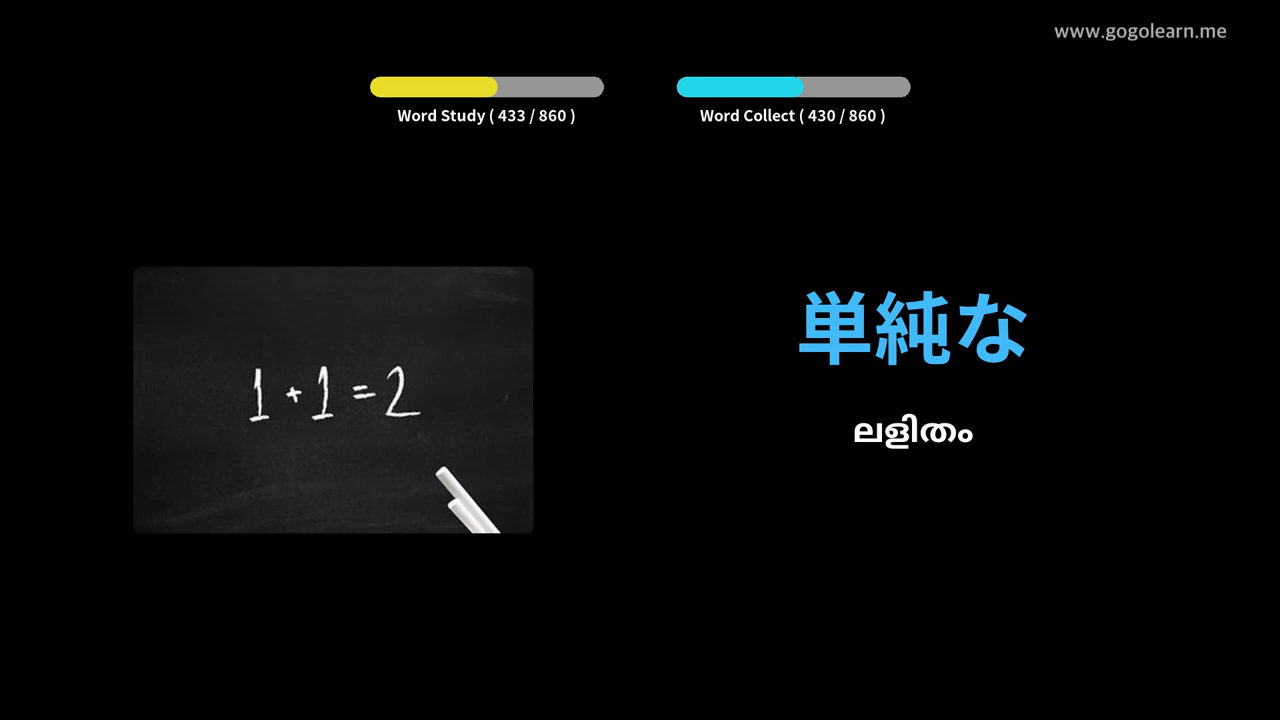 www.gogolearn.me
Word Study ( 433 / 860 )
Word Collect ( 430 / 860 )
1 + 1 = 2
単純な
ലളിതം